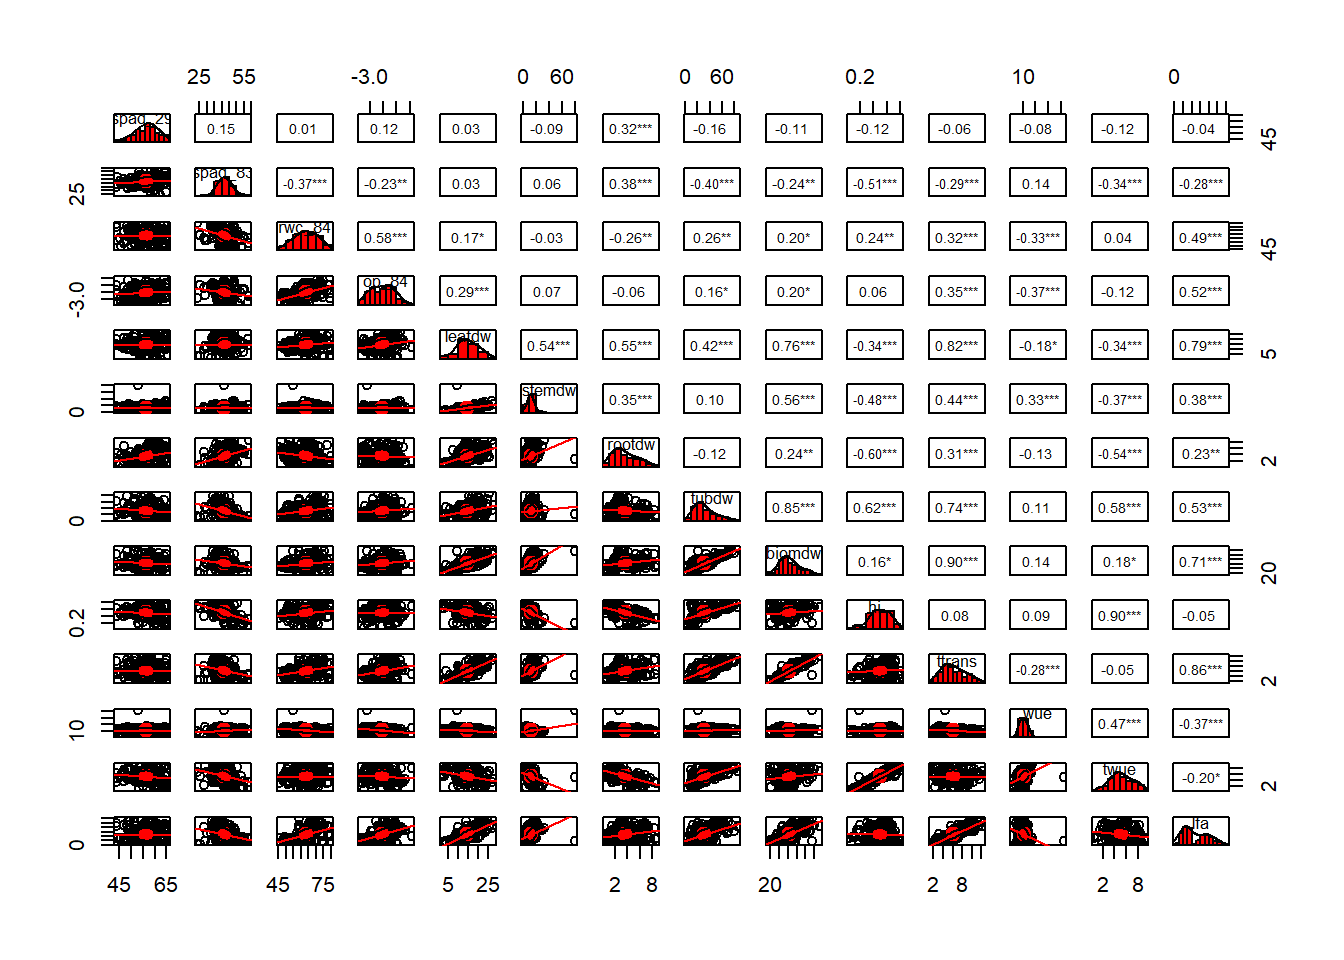 25 55 -3.0 0 60 0 60 0.2 10 0
0.15 0.01 0.12 0.03 -0.09 0.32*** -0.16 -0.11 -0.12 -0.06 -0.08 -0.12 -0.04 45
25 -0.37*** -0.23** 0.03 0.06 0.38*** -0.40*** -0.24** -0.51*** -0.29*** 0.14 -0.34*** -0.28***
rwc_84 0.58*** 0.17* -0.03 -0.26** 0.26** 0.20* 0.24** 0.32*** -0.33*** 0.04 0.49*** 45
-3.0 op_84 0.29*** 0.07 -0.06 0.16* 0.20* 0.06 0.35*** -0.37*** -0.12 0.52***
leafdw 0.54*** 0.55*** 0.42*** 0.76*** -0.34*** 0.82*** -0.18* -0.34*** 0.79*** 5
0 stemdw 0.35*** 0.10 0.56*** -0.48*** 0.44*** 0.33*** -0.37*** 0.38***
rootdw -0.12 0.24** -0.60*** 0.31*** -0.13 -0.54*** 0.23** 2
0 tubdw 0.85*** 0.62*** 0.74*** 0.11 0.58*** 0.53***
biomdw 0.16* 0.90*** 0.14 0.18* 0.71*** 20
0.2 hi 0.08 0.09 0.90*** -0.05
ttrans -0.28*** -0.05 0.86*** 2
10 wue 0.47*** -0.37***
twue -0.20* 2
0 lfa
45 65 45 75 5 25 2 8 20 2 8 2 8